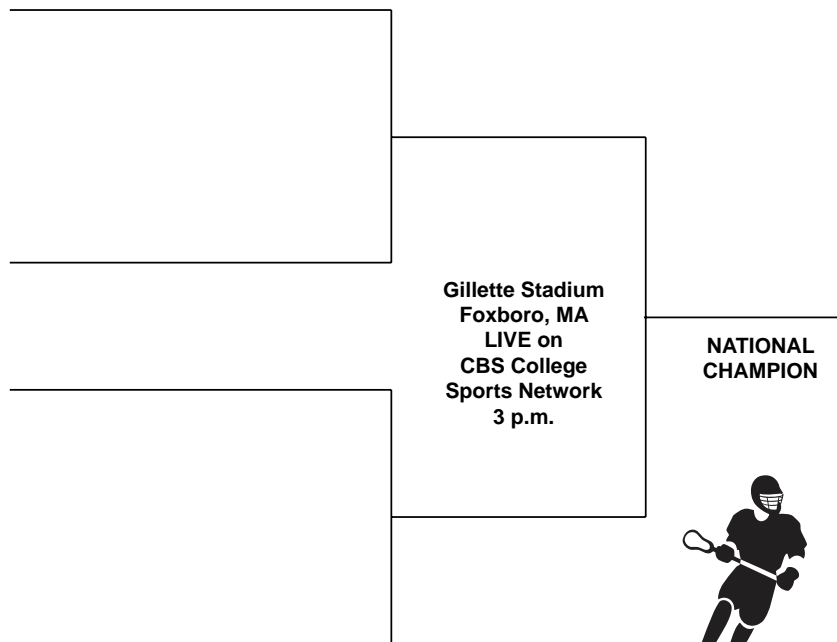 Gillette Stadium
Foxboro, MA
LIVE on
CBS College
Sports Network
3 p.m.
NATIONAL
CHAMPION